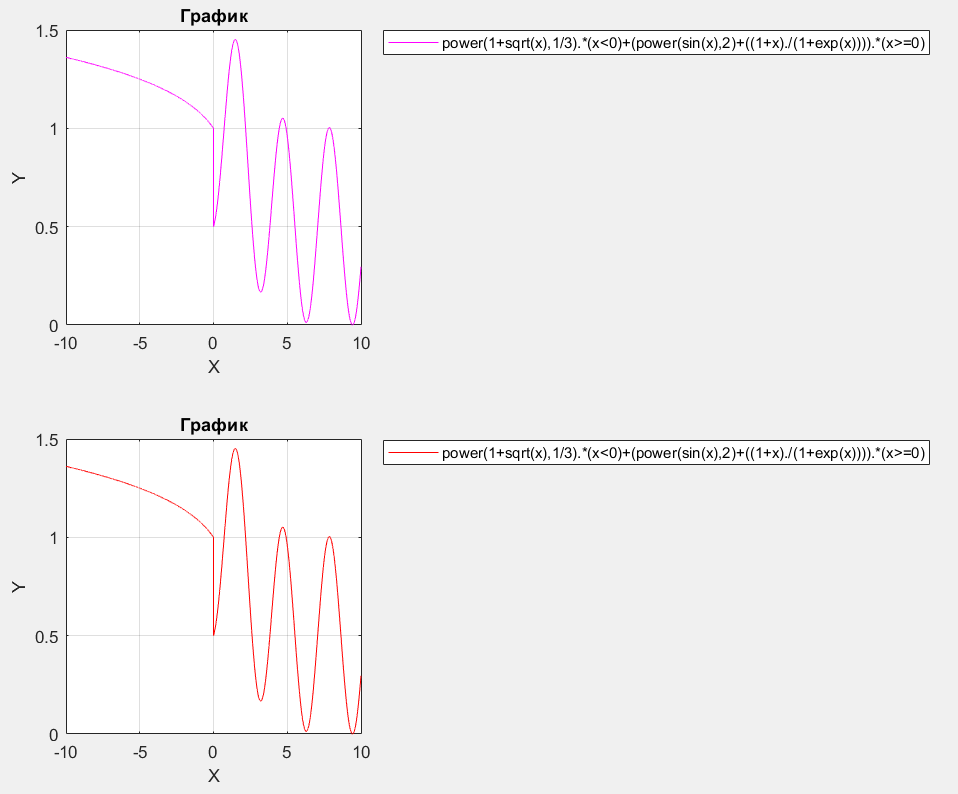 График
1.5
1
0.5
0
Y
-10 -5 0 5 10
X
power(1+sqrt(x),1/3).*(x<0)+(power(sin(x),2)+((1+x)./(1+exp(x)))).*(x>=0)
График
1.5
1
0.5
0
Y
-10 -5 0 5 10
X
power(1+sqrt(x),1/3).*(x<0)+(power(sin(x),2)+((1+x)./(1+exp(x)))).*(x>=0)